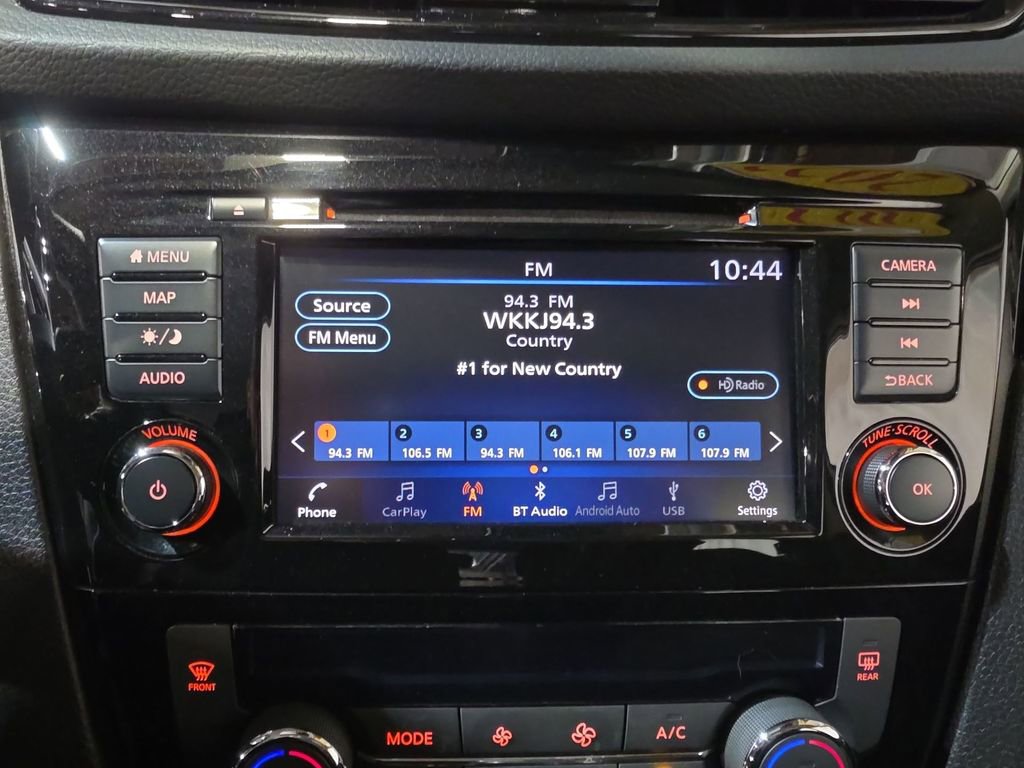 MENU
MAP
AUDIO
VOLUME
FM
10:44
Source
FM Menu
94.3 FM
WKKJ94.3
Country
#1 for New Country
HD Radio
1
94.3 FM
2
106.5 FM
3
94.3 FM
4
106.1 FM
5
107.9 FM
6
107.9 FM
Phone
CarPlay
FM
BT Audio
Android Auto
USB
Settings
CAMERA
BACK
TUNE·SCROLL
OK
FRONT
REAR
MODE
A/C